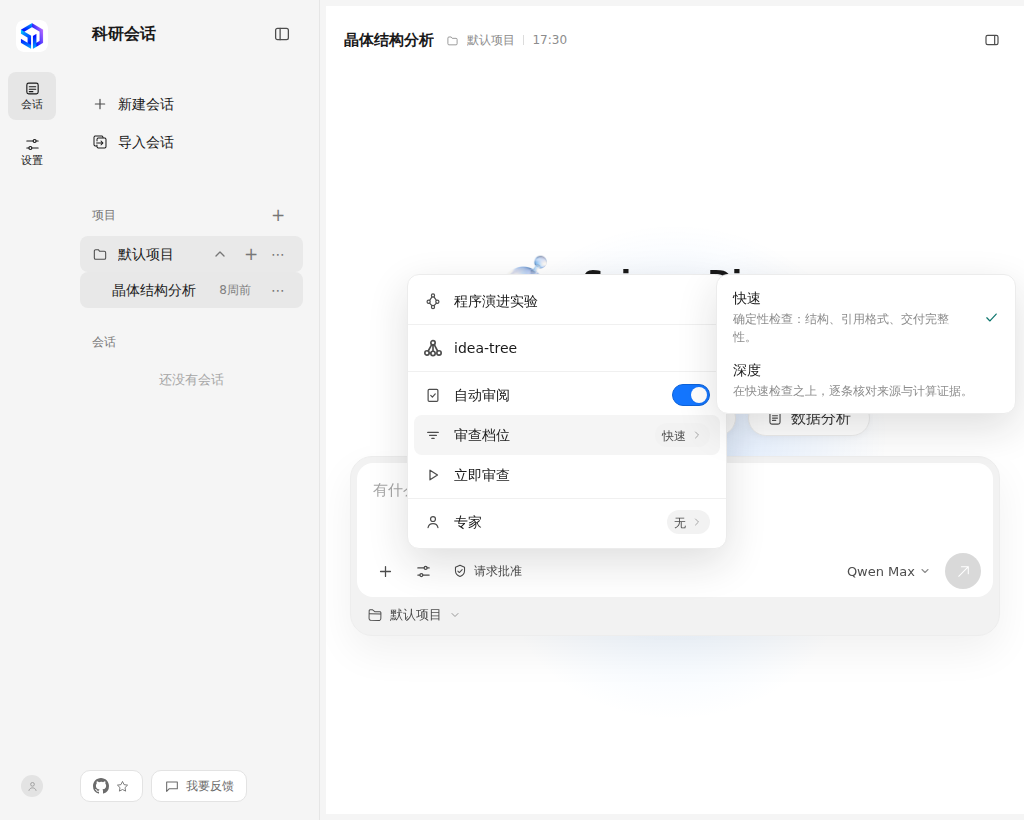 科研会话
会话
设置
新建会话
导入会话
项目
默认项目
晶体结构分析 8周前
会话
还没有会话
我要反馈
晶体结构分析 默认项目 17:30
程序演进实验
idea-tree
自动审阅
审查档位 快速
立即审查
专家 无
快速
确定性检查：结构、引用格式、交付完整
性。
深度
在快速检查之上，逐条核对来源与计算证据。
数据分析
有什
请求批准
Qwen Max
默认项目